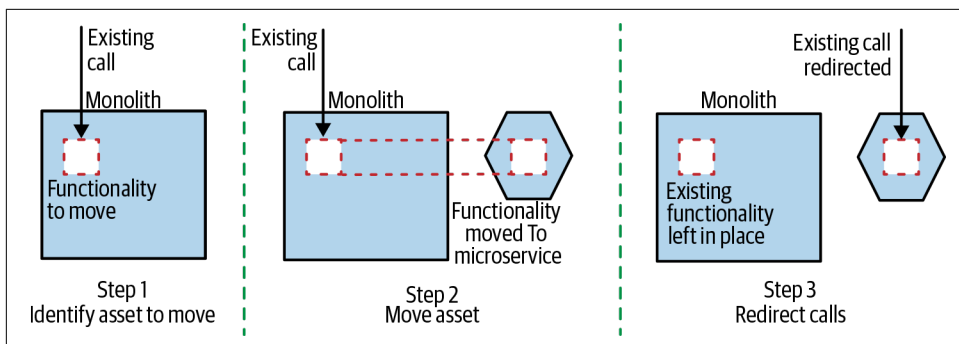 Existing
call
Monolith
Functionality
to move
Step 1
Identify asset to move
Existing
call
Monolith
Functionality
moved To
microservice
Step 2
Move asset
Existing call
redirected
Monolith
Existing
functionality
left in place
Step 3
Redirect calls